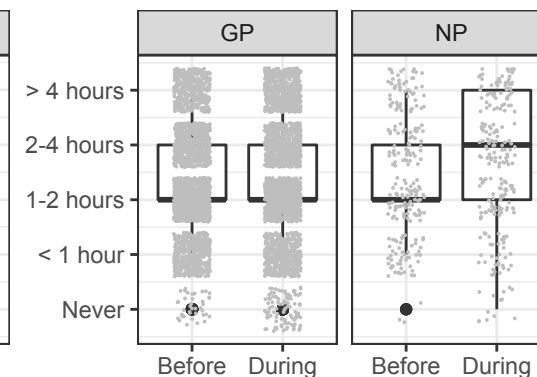 GP
NP
> 4 hours
2-4 hours
1-2 hours
< 1 hour
Never
Before During
Before During